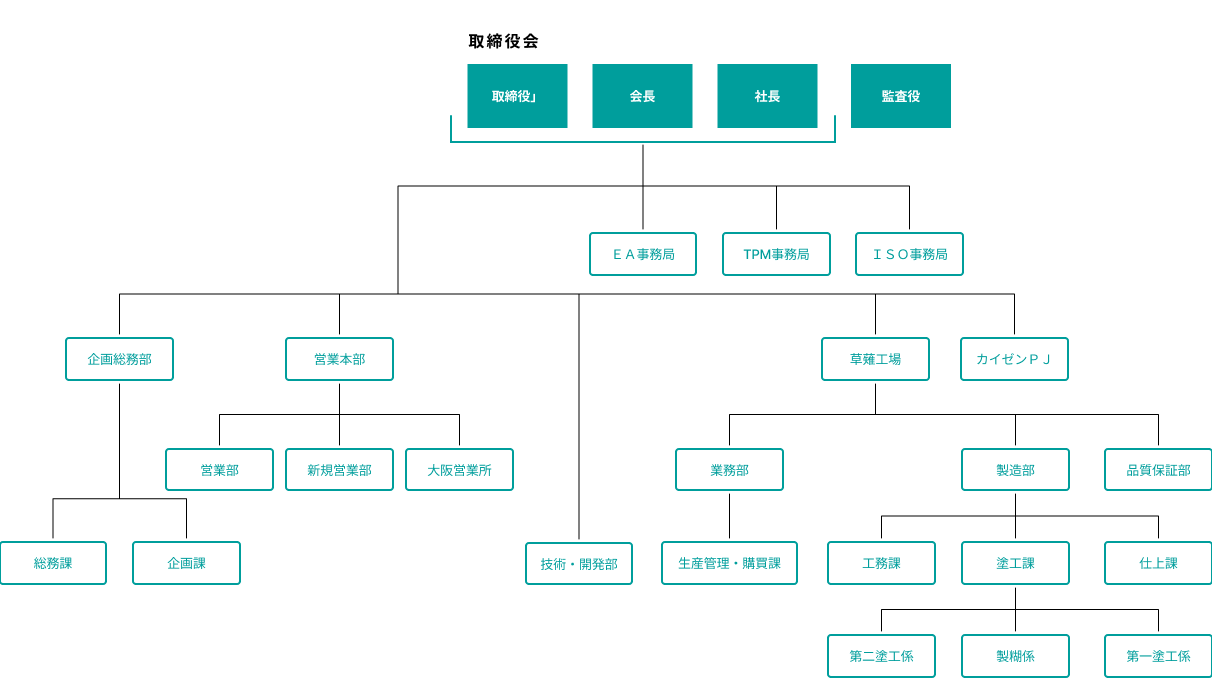 取締役会
取締役」
会長
社長
監査役
ＥＡ事務局
TPM事務局
ＩＳＯ事務局
企画総務部
営業本部
草薙工場
カイゼンＰＪ
営業部
新規営業部
大阪営業所
業務部
製造部
品質保証部
総務課
企画課
技術・開発部
生産管理・購買課
工務課
塗工課
仕上課
第二塗工係
製糊係
第一塗工係